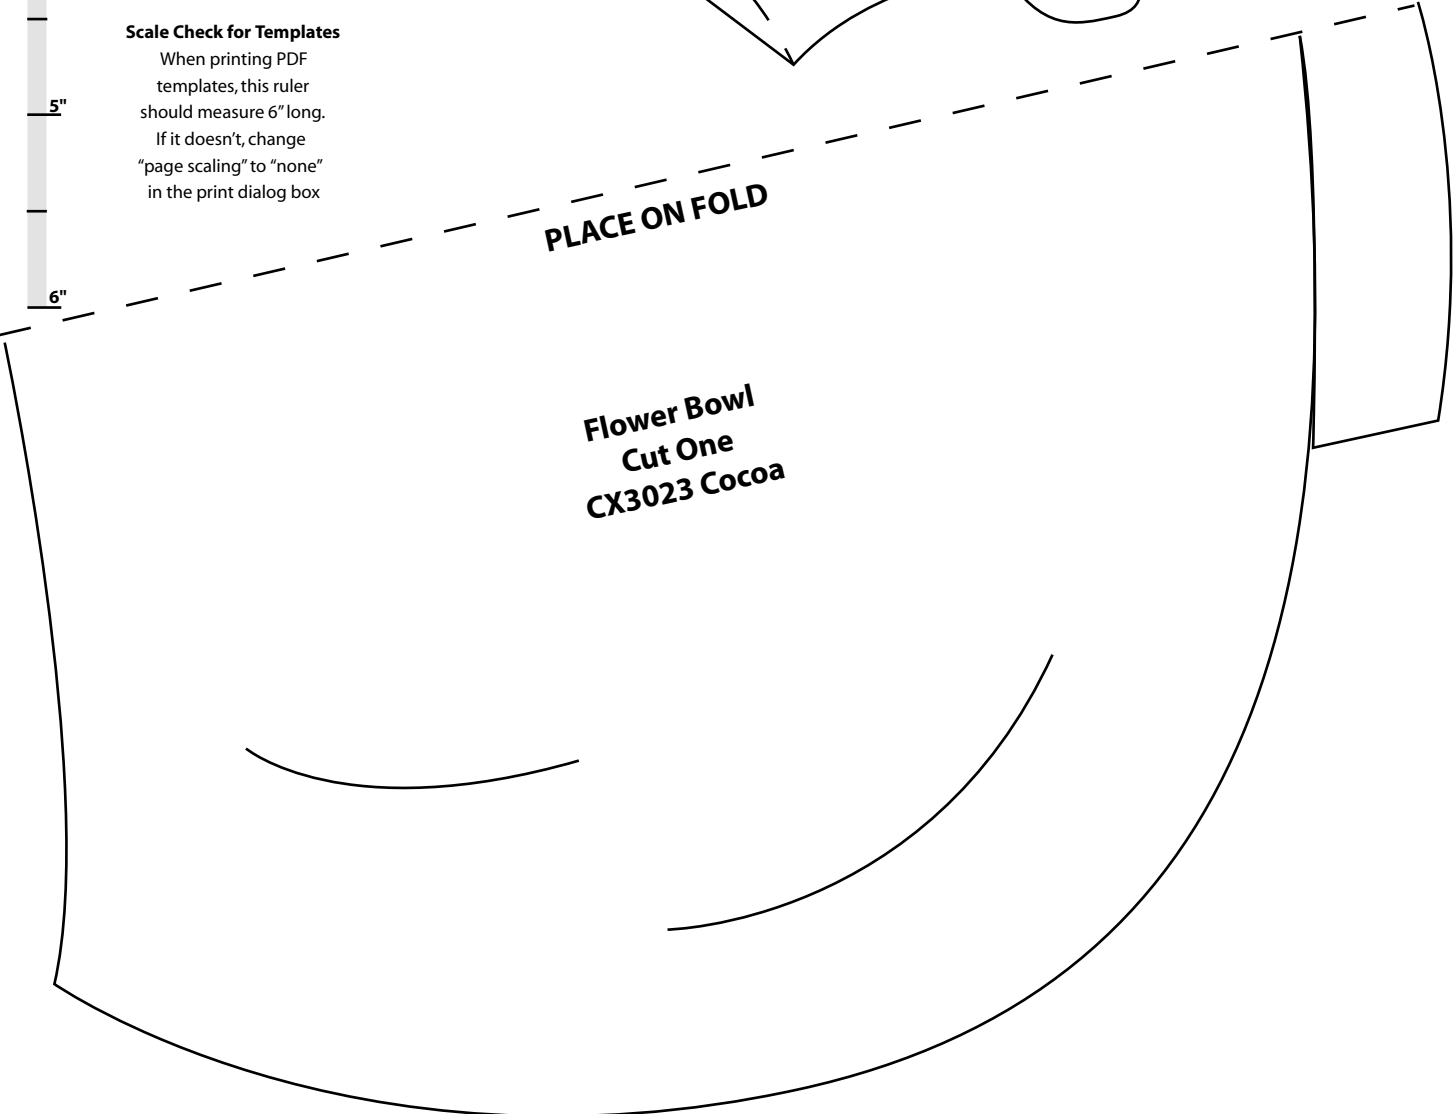 Scale Check for Templates
When printing PDF
templates, this ruler
should measure 6” long.
If it doesn’t, change
“page scaling” to “none”
in the print dialog box
5"
6"
PLACE ON FOLD
Flower Bowl
Cut One
CX3023 Cocoa